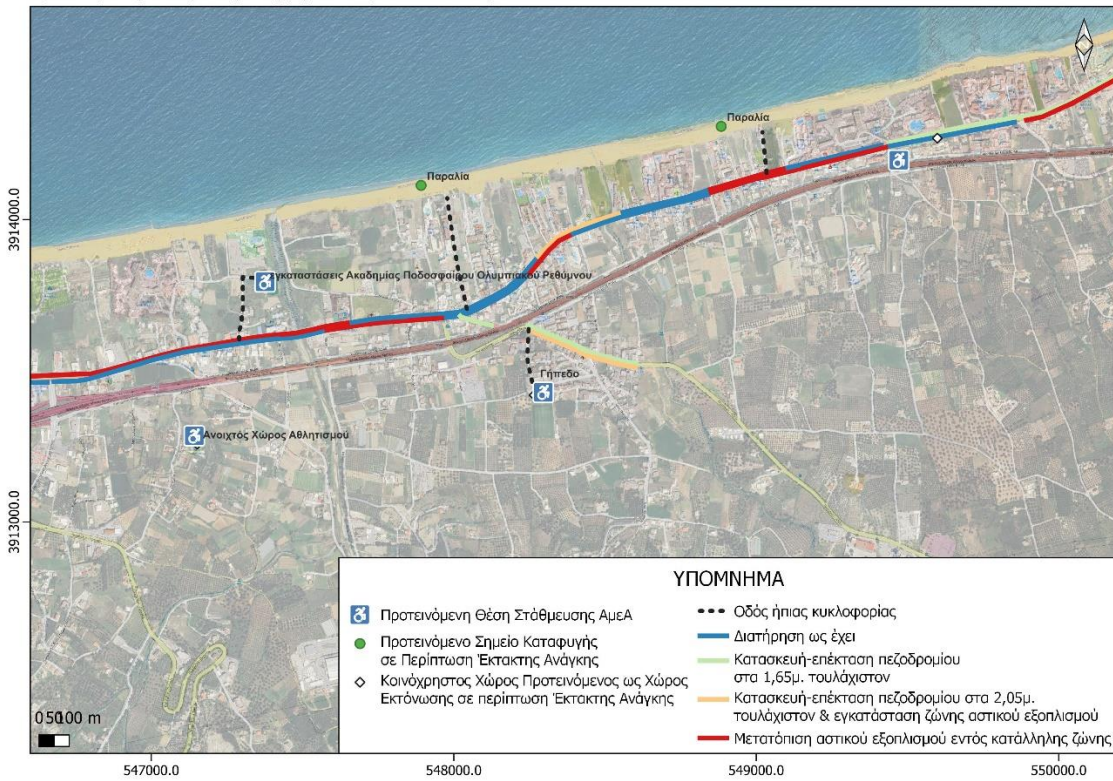 Παραλία
Παραλία
γκαταστάσεις Ακαδημίας Ποδοσφαίρου Ολυμπιακού Ρεθύμνου
Γήπεδο
Ανοιχτός Χώρος Αθλητισμού
3914000.0
3913000.0
ΥΠΟΜΝΗΜΑ
Προτεινόμενη Θέση Στάθμευσης ΑμεΑ
Προτεινόμενο Σημείο Καταφυγής
σε Περίπτωση Έκτακτης Ανάγκης
Κοινόχρηστος Χώρος Προτεινόμενος ως Χώρος
Εκτόνωσης σε περίπτωση Έκτακτης Ανάγκης
Οδός ήπιας κυκλοφορίας
Διατήρηση ως έχει
Κατασκευή-επέκταση πεζοδρομίου
στα 1,65μ. τουλάχιστον
Κατασκευή-επέκταση πεζοδρομίου στα 2,05μ.
τουλάχιστον & εγκατάσταση ζώνης αστικού εξοπλισμού
Μετατόπιση αστικού εξοπλισμού εντός κατάλληλης ζώνης
0 50 100 m
547000.0
548000.0
549000.0
550000.0